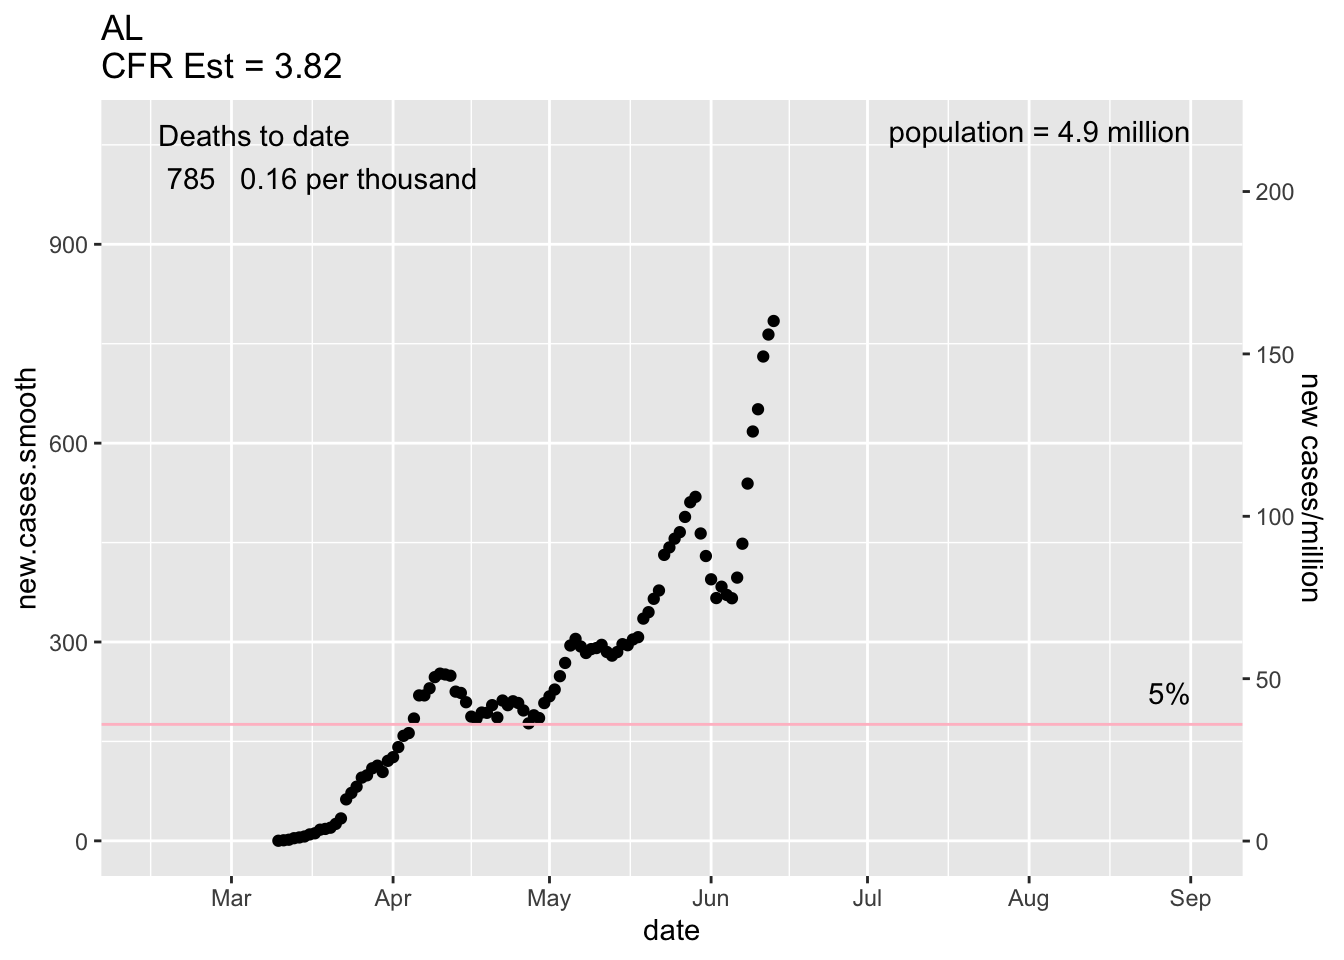 AL
CFR Est = 3.82
Deaths to date
785 0.16 per thousand
population = 4.9 million
900
600
300
0
new.cases.smooth
200
150
100
50
0
new cases/million
5%
Mar Apr May Jun Jul Aug Sep
date